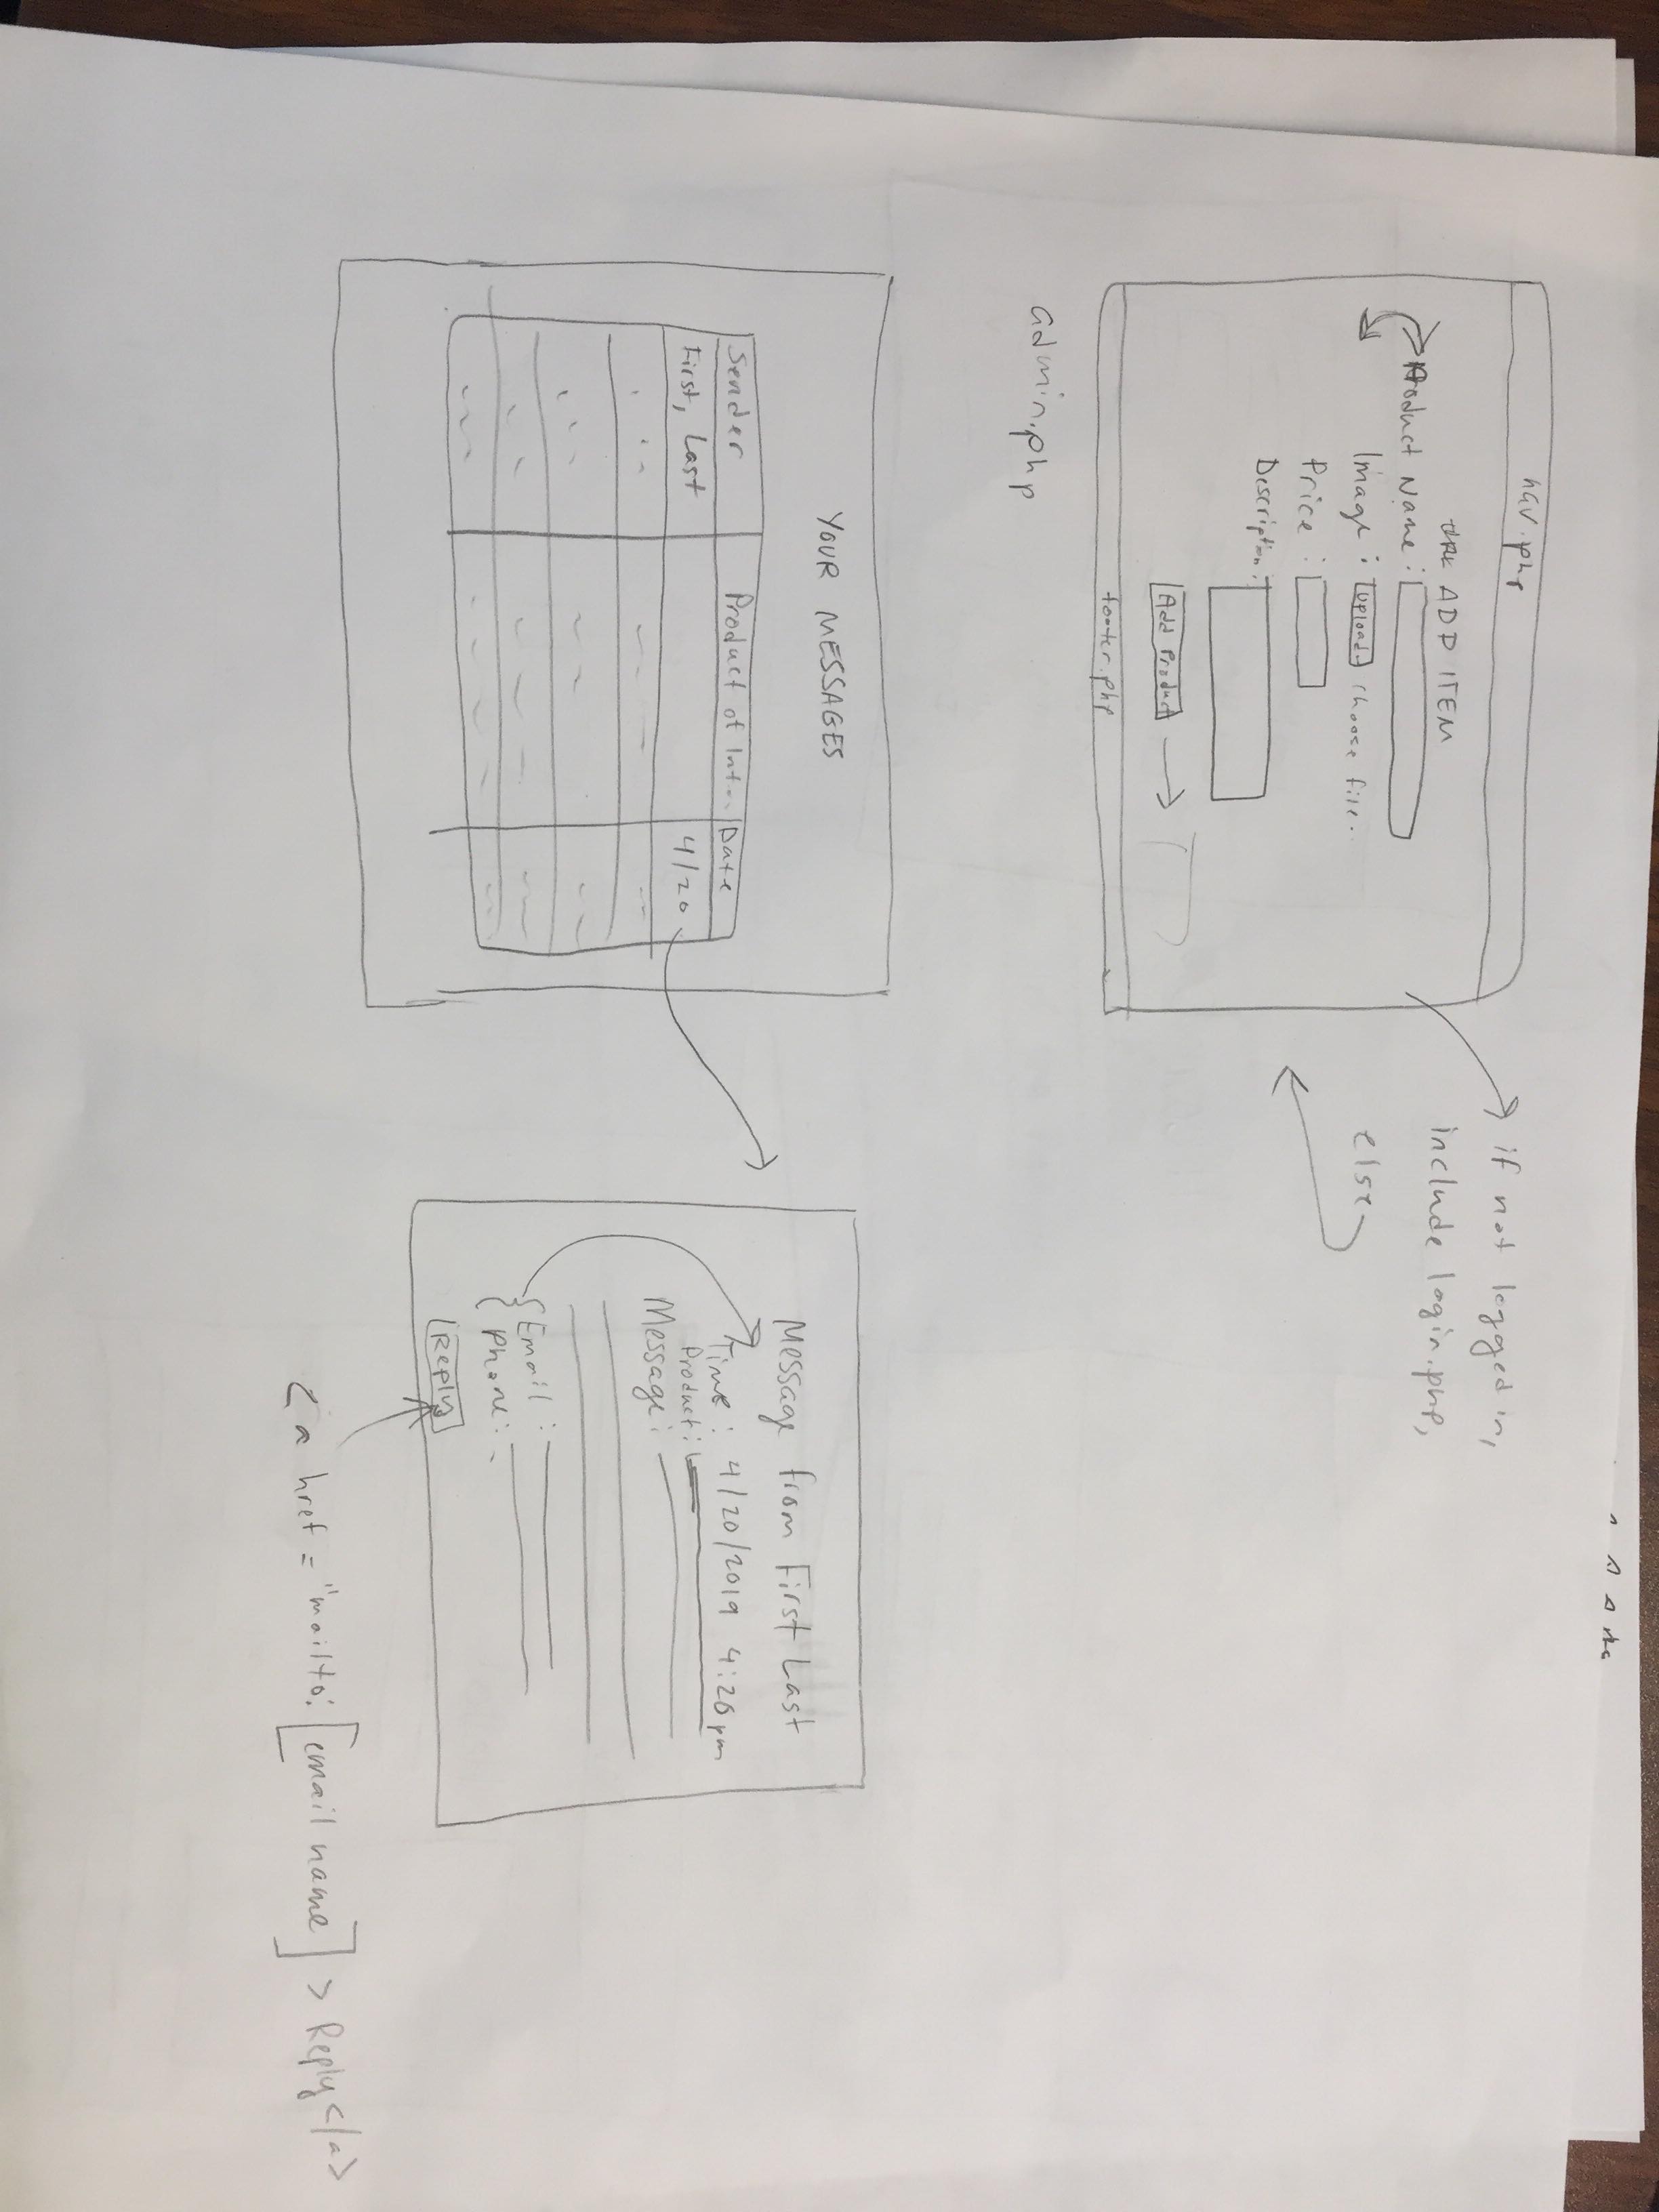 nav.php
ADD ITEM
Product Name:
Image: Upload choose file..
Price:
Description:
Add Product
footer.php
admin.php
if not logged in,
include login.php,
else
YOUR MESSAGES
Sender Product of Int... Date
First, Last 4/20
Message from First Last
Time: 4/20/2019 4:20pm
Product:
Message:
Email:
Phone:
Reply
<a href = "mailto: [email name] > Reply</a>